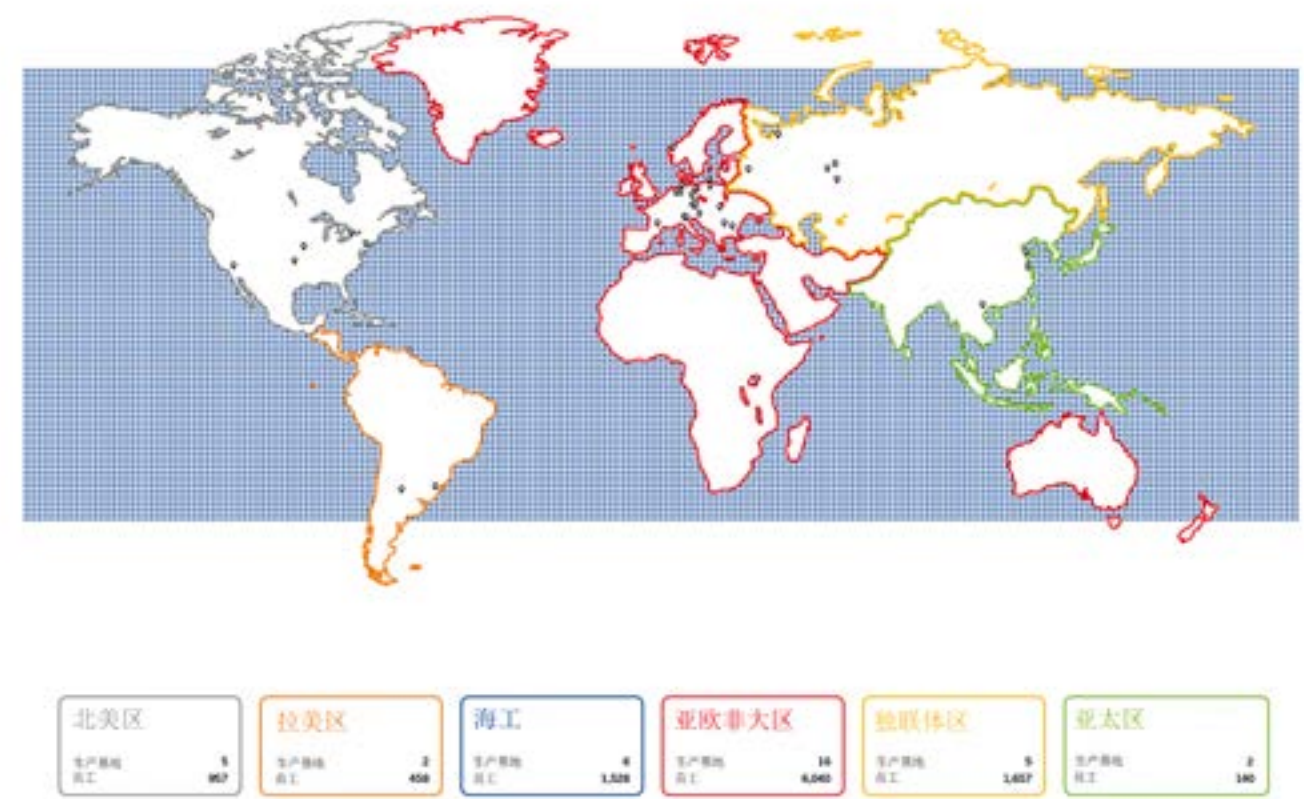 北美区
生产基地 5
员工 957
拉美区
生产基地 2
员工 458
海工
生产基地 6
员工 1,528
亚欧非大区
生产基地 16
员工 6,040
独联体区
生产基地 5
员工 1,657
亚太区
生产基地 2
员工 160